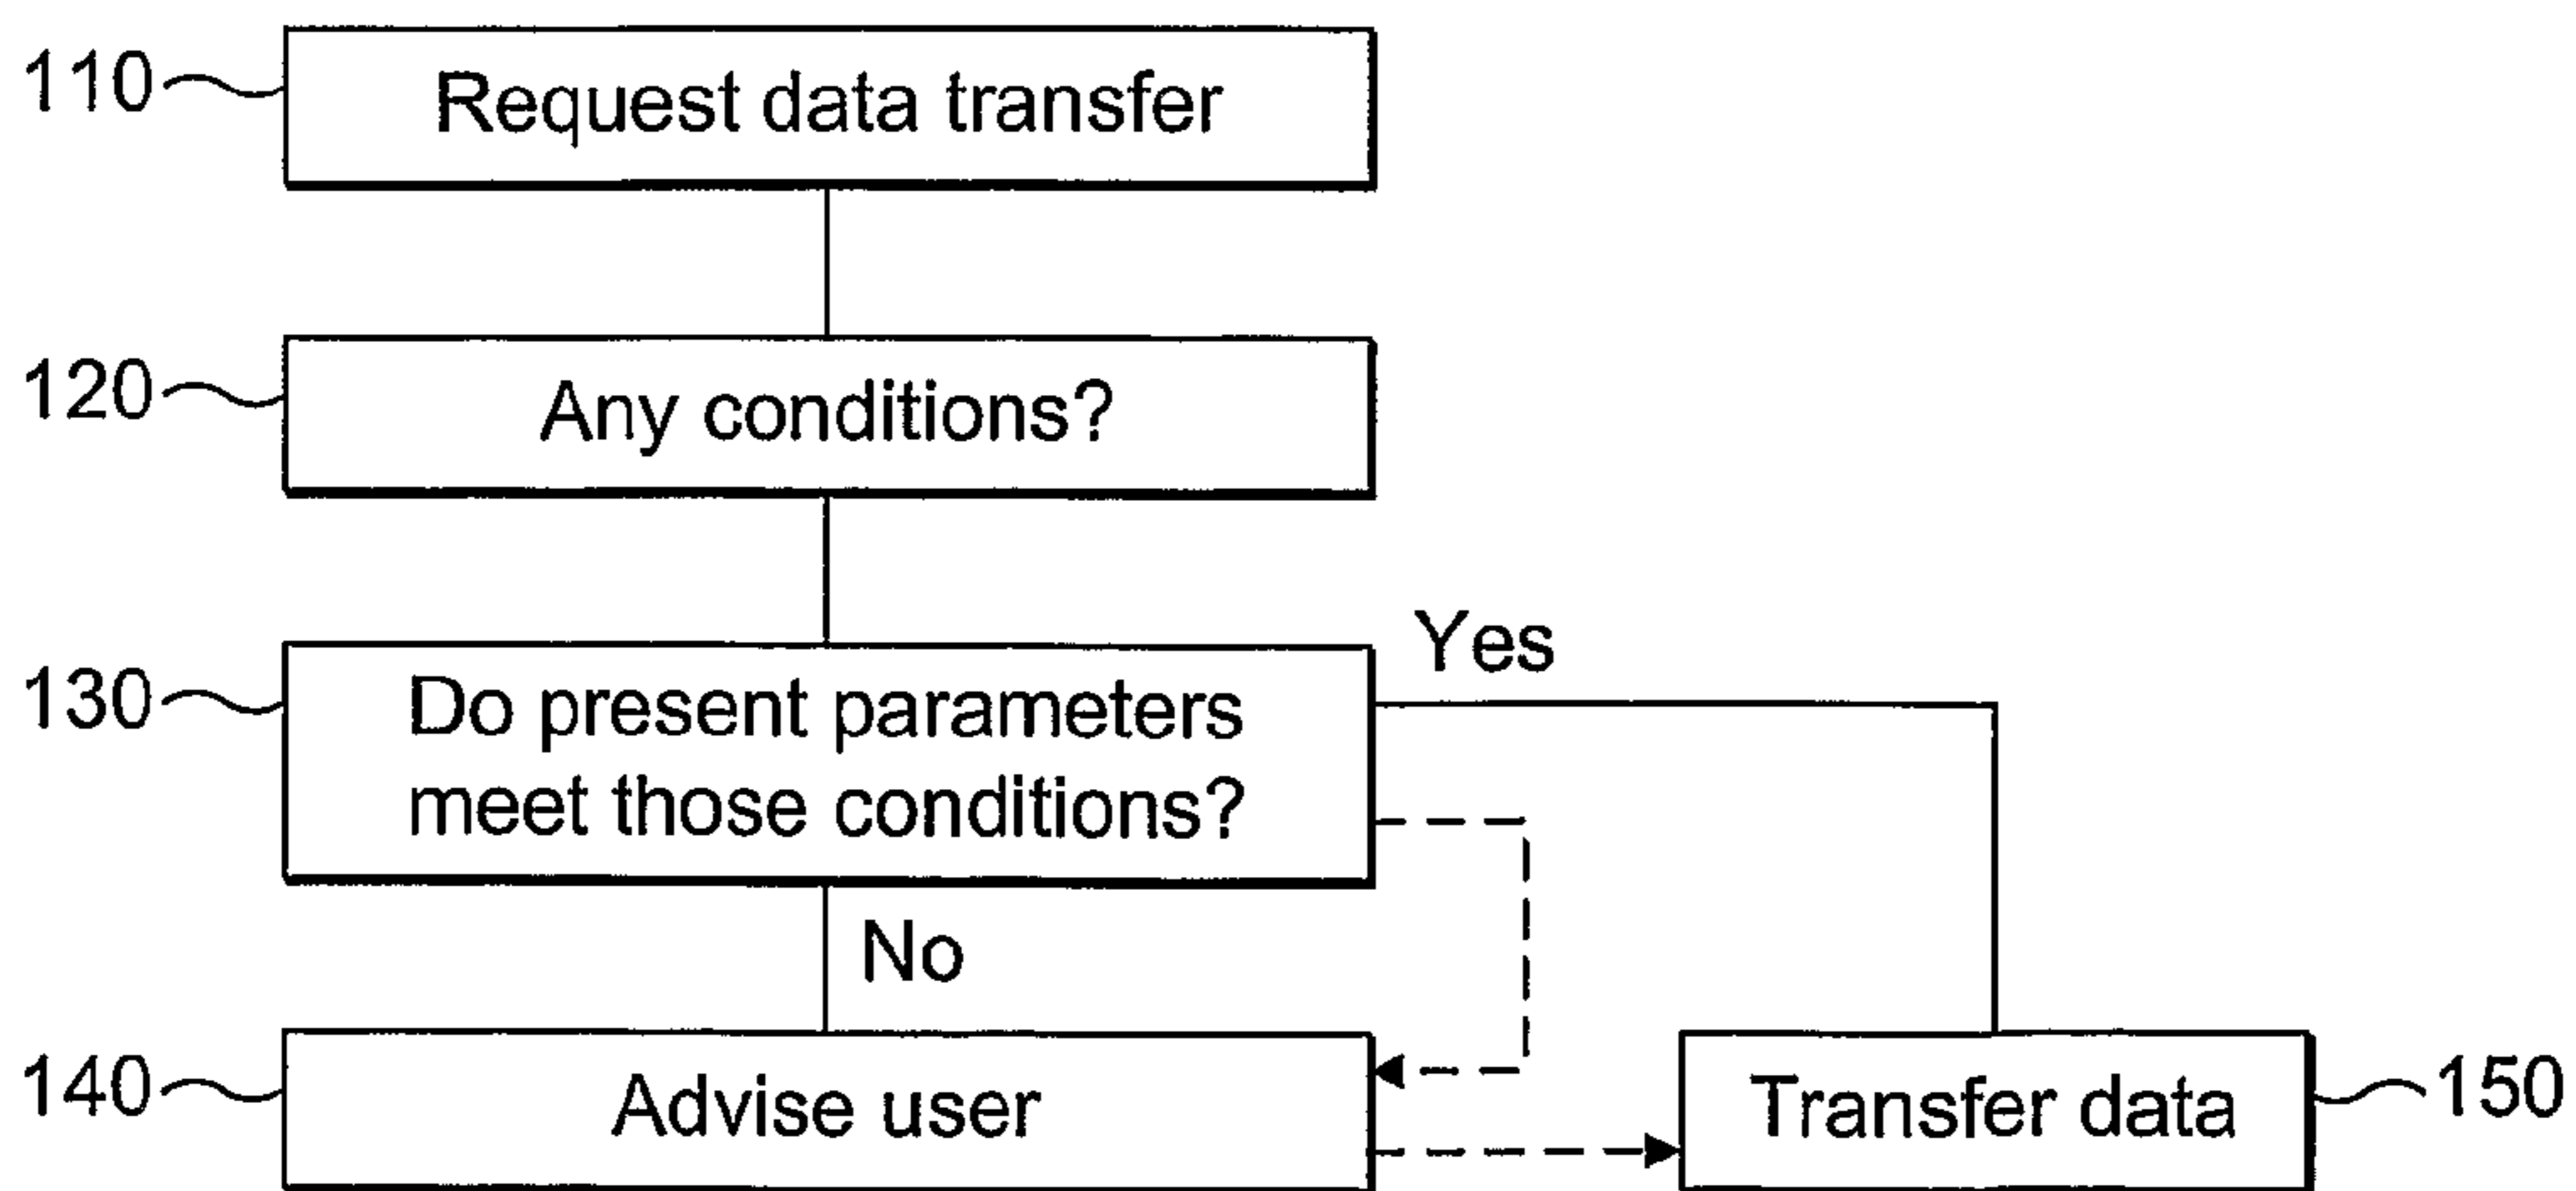 110
Request data transfer
120
Any conditions?
130
Do present parameters
meet those conditions?
Yes
No
140
Advise user
Transfer data
150